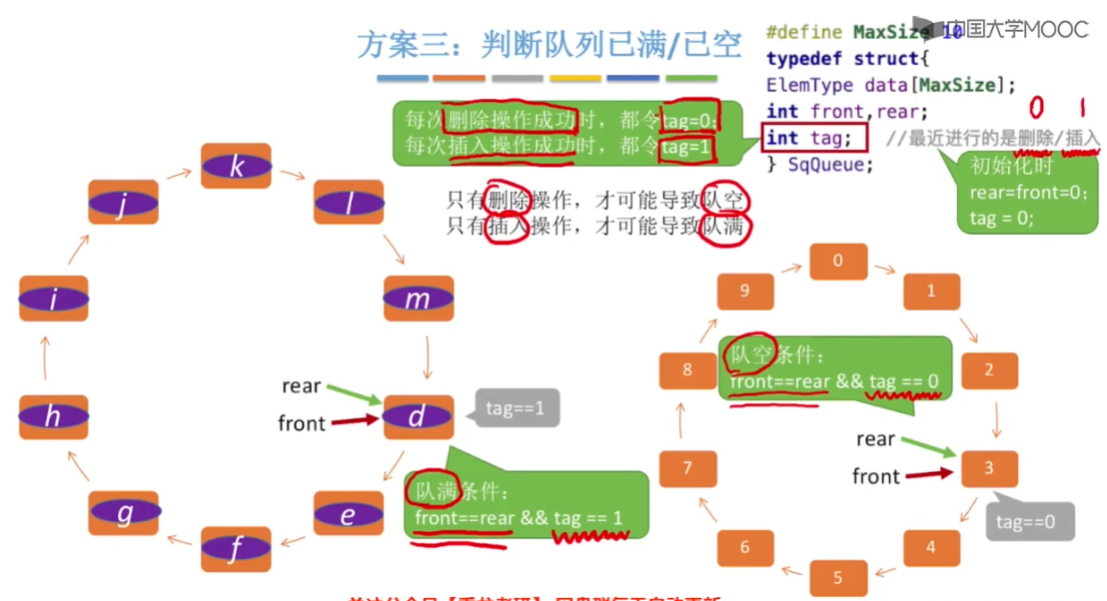 方案三：判断队列已满/已空
中国大学MOOC
#define MaxSize 10
typedef struct{
ElemType data[MaxSize];
int front,rear;
0 1
int tag; //最近进行的是删除/插入
} SqQueue;
每次删除操作成功时，都令tag=0;
每次插入操作成功时，都令tag=1
初始化时
rear=front=0;
tag = 0;
只有删除操作，才可能导致队空
只有插入操作，才可能导致队满
k
j
l
i
m
rear
front
d
tag==1
h
g
e
f
队满条件：
front==rear && tag == 1
0
9
1
8
2
队空条件：
front==rear && tag == 0
rear
front
3
7
tag==0
6
4
5